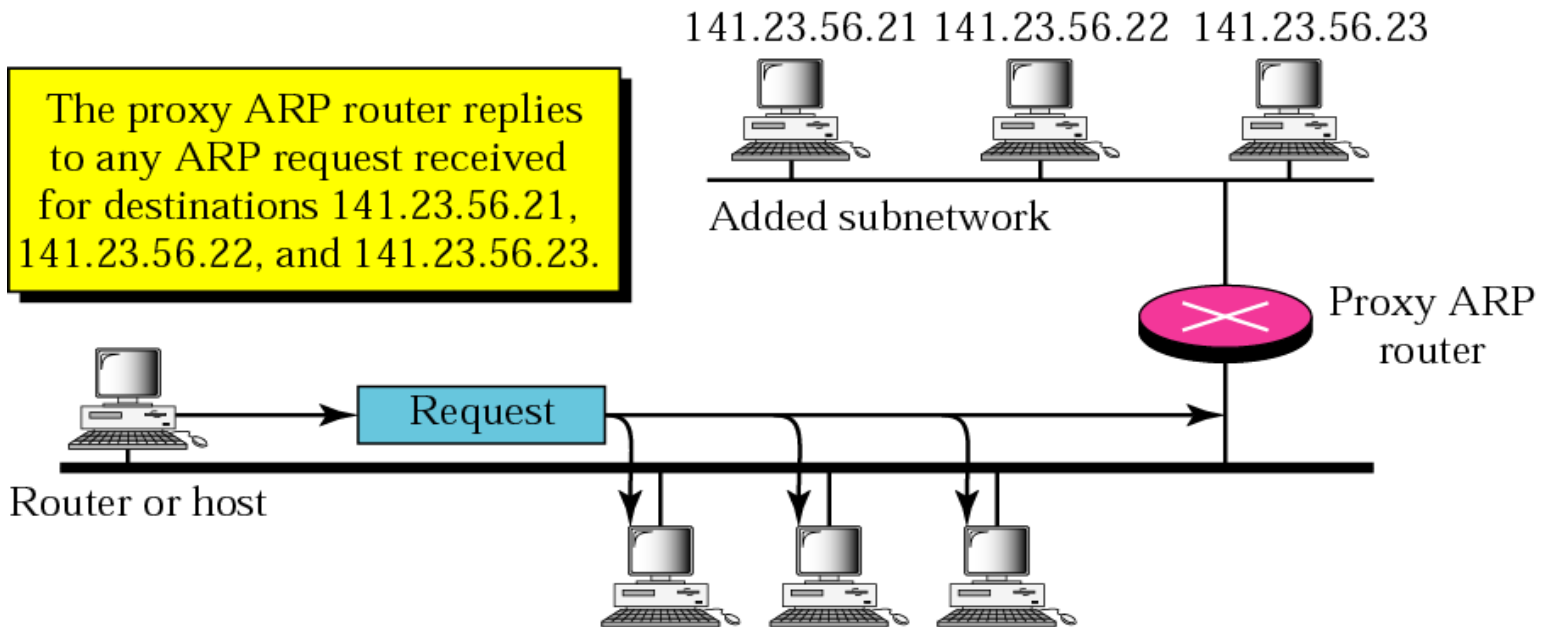 141.23.56.21 141.23.56.22 141.23.56.23
The proxy ARP router replies
to any ARP request received
for destinations 141.23.56.21,
141.23.56.22, and 141.23.56.23.
Added subnetwork
Proxy ARP
router
Request
Router or host